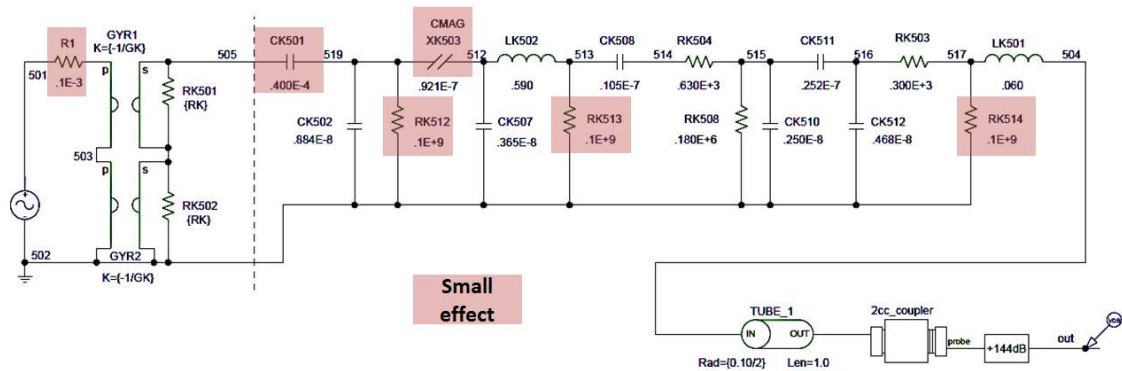 GYR1
K={-1/GK}
R1
.1E-3
501
p
s
505
RK501
{RK}
503
p
s
RK502
{RK}
502
GYR2
K={-1/GK}
CK501
.400E-4
519
CK502
.884E-8
RK512
.1E+9
CMAG
XK503
.921E-7
512
LK502
.590
CK507
.365E-8
513
RK513
.1E+9
CK508
.105E-7
514
RK504
.630E+3
515
RK508
.180E+6
CK510
.250E-8
CK511
.252E-7
516
CK512
.468E-8
RK503
.300E+3
517
RK514
.1E+9
LK501
.060
504
Small
effect
TUBE_1
IN
OUT
Rad={0.10/2}
Len=1.0
2cc_coupler
probe
+144dB
out